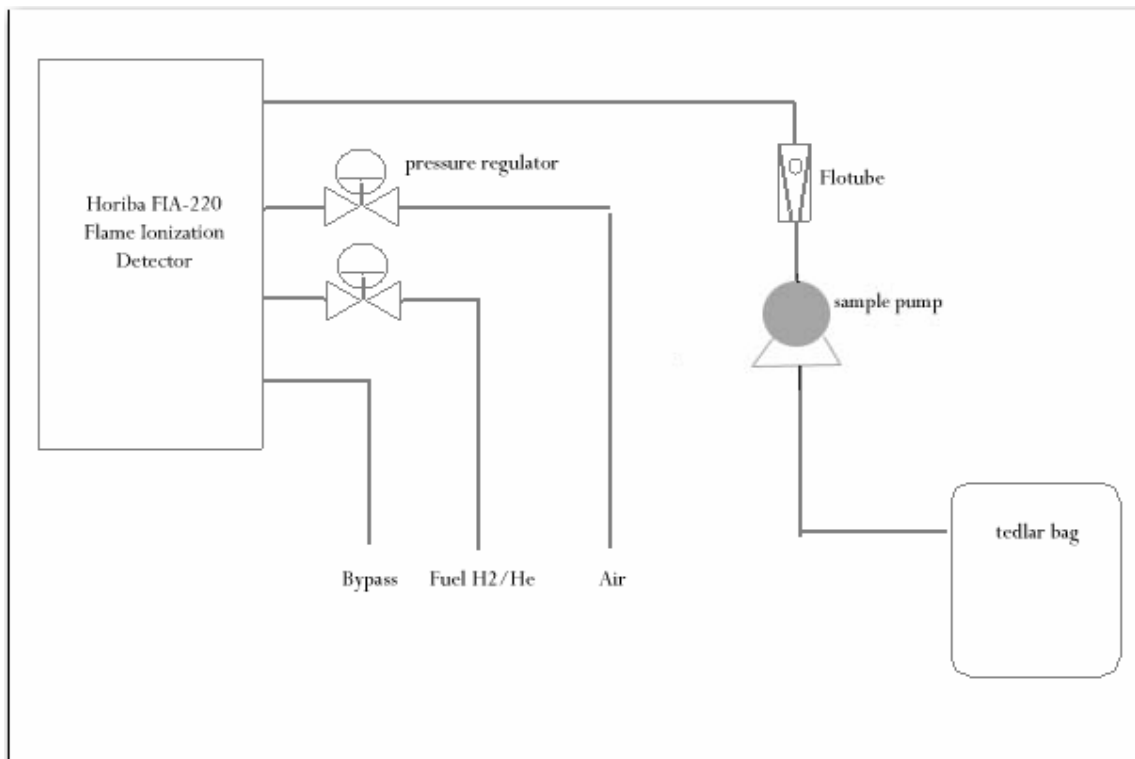 pressure regulator
Horiba FIA-220
Flame Ionization
Detector
Flotube
sample pump
tedlar bag
Bypass
Fuel H2/He
Air